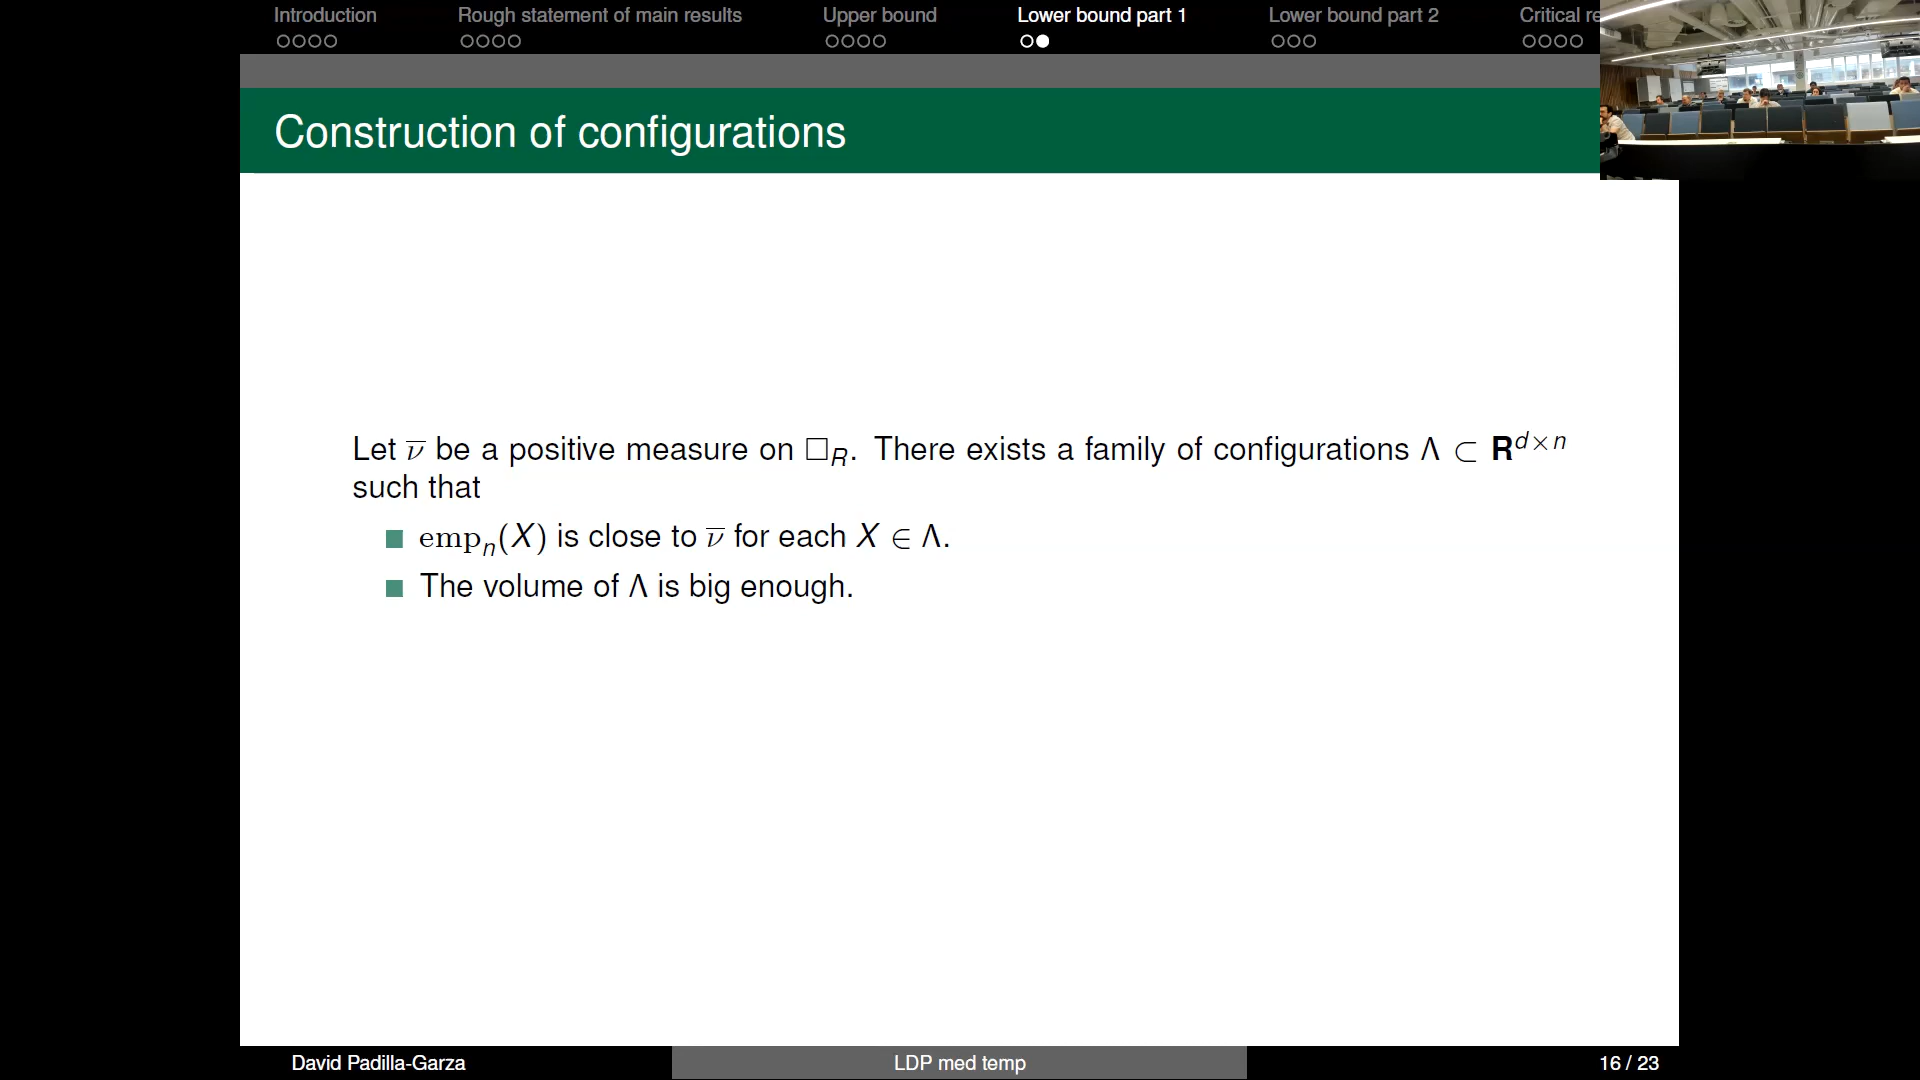 Introduction Rough statement of main results Upper bound Lower bound part 1 Lower bound part 2 Critical re
Construction of configurations
Let ν̅ be a positive measure on □_R. There exists a family of configurations Λ ⊂ R^{d×n}
such that
emp_n(X) is close to ν̅ for each X ∈ Λ.
The volume of Λ is big enough.
David Padilla-Garza LDP med temp 16 / 23